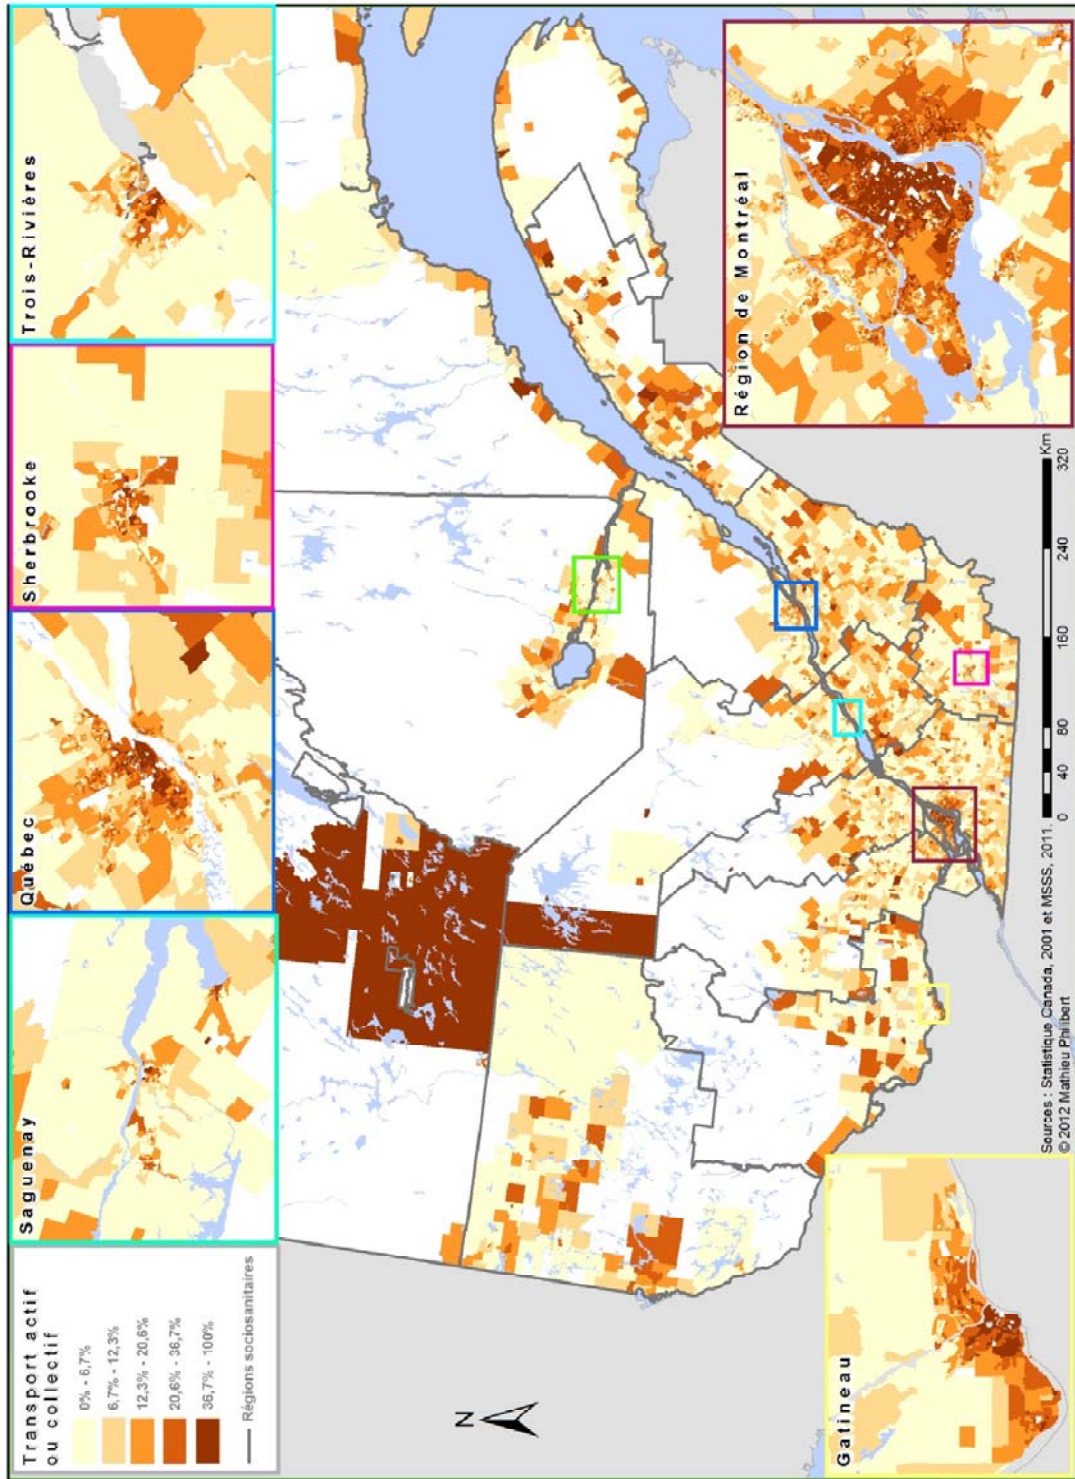 Transport actif
ou collectif
0% - 6,7%
6,7% - 12,3%
12,3% - 20,6%
20,6% - 36,7%
36,7% - 100%
Régions sociosanitaires
Saguenay
Québec
Sherbrooke
Trois-Rivières
N
Gatineau
Région de Montréal
0 40 80 160 240 320
Km
Sources : Statistique Canada, 2001 et MSSS, 2011.
© 2012 Mathieu Philibert